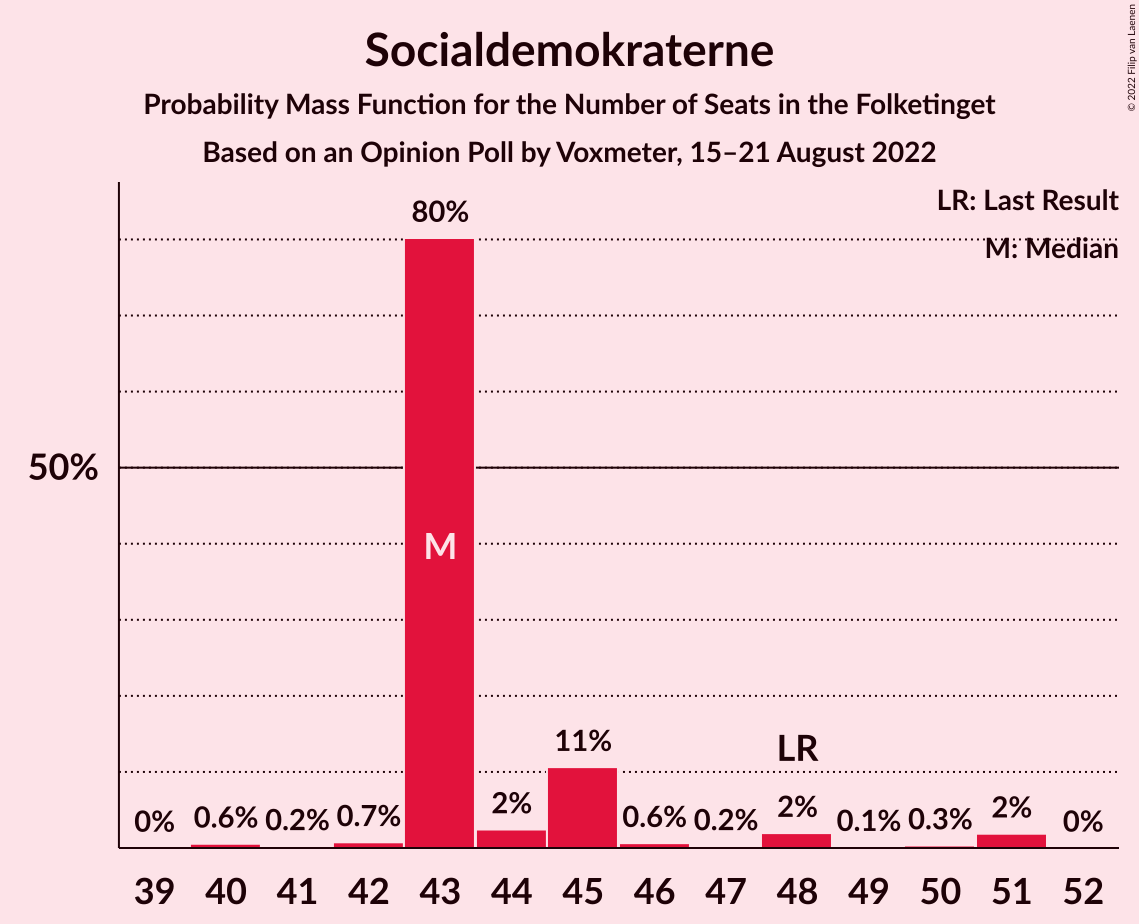 Socialdemokraterne
Probability Mass Function for the Number of Seats in the Folketinget
Based on an Opinion Poll by Voxmeter, 15–21 August 2022
© 2022 Filip van Laenen
LR: Last Result
M: Median
50%
0% 0.6% 0.2% 0.7% 80% 2% 11% 0.6% 0.2% 2% 0.1% 0.3% 2% 0%
M
LR
39 40 41 42 43 44 45 46 47 48 49 50 51 52